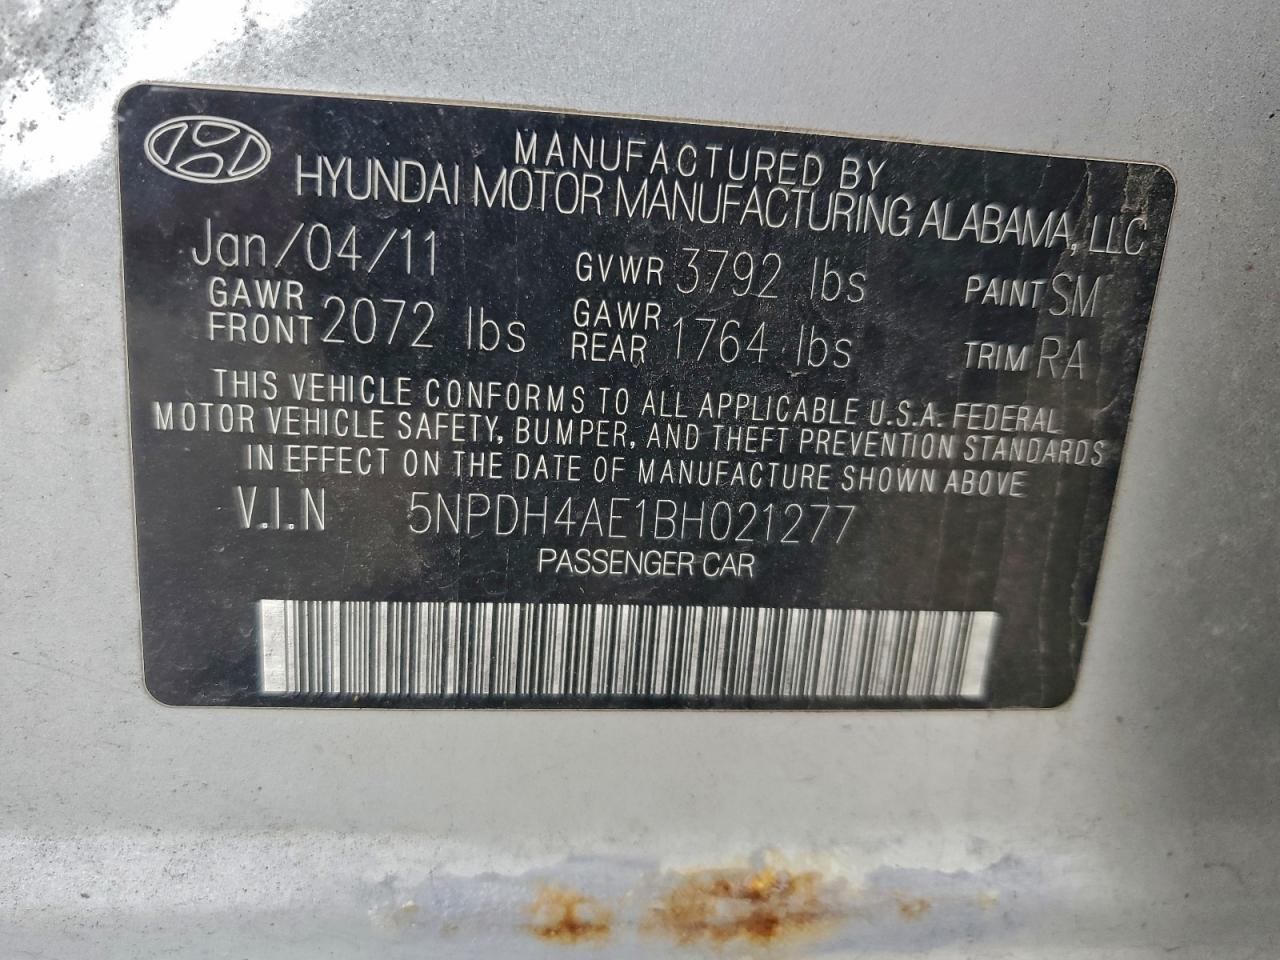 MANUFACTURED BY
HYUNDAI MOTOR MANUFACTURING ALABAMA, LLC
Jan/04/11 GVWR 3792 lbs PAINT SM
GAWR FRONT 2072 lbs GAWR REAR 1764 lbs TRIM RA
THIS VEHICLE CONFORMS TO ALL APPLICABLE U.S.A. FEDERAL
MOTOR VEHICLE SAFETY, BUMPER, AND THEFT PREVENTION STANDARDS
IN EFFECT ON THE DATE OF MANUFACTURE SHOWN ABOVE
V.I.N 5NPDH4AE1BH021277
PASSENGER CAR